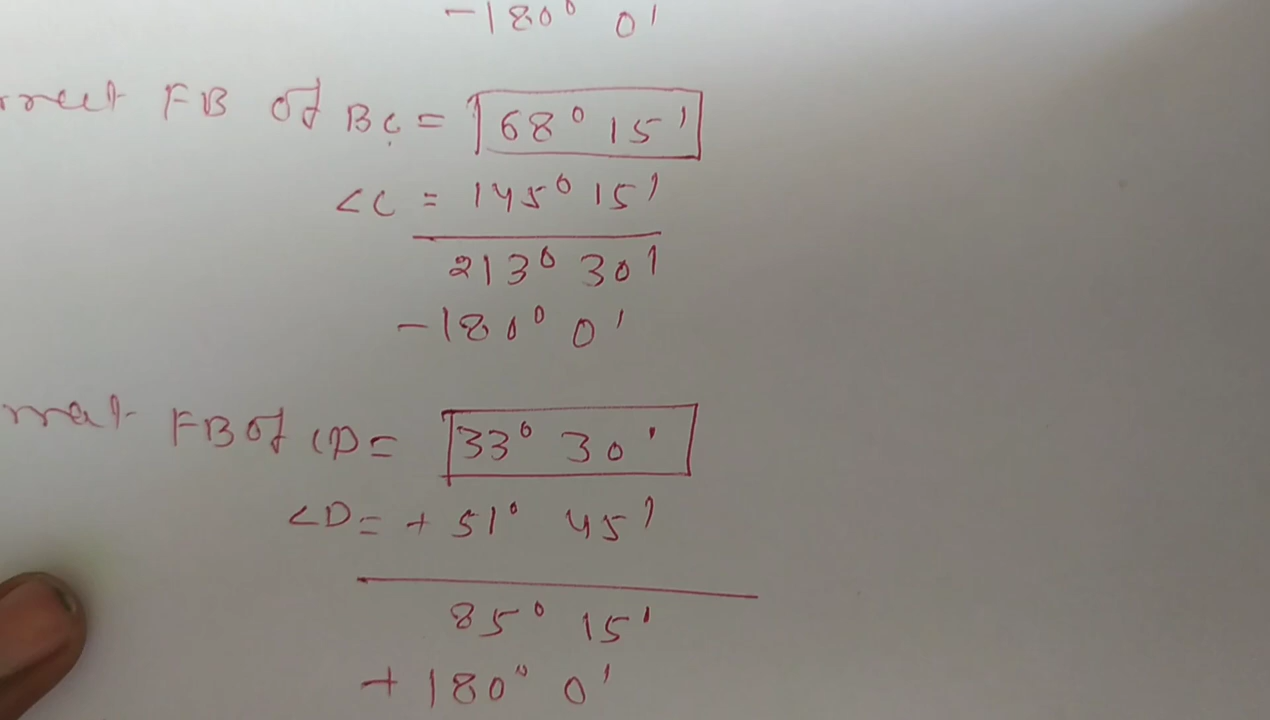 -180° 0'
rrect FB of BC = 68° 15'
<C = 145° 15'
213° 30'
-180° 0'
FB of CD = 33° 30'
<D = + 51° 45'
85° 15'
+ 180° 0'